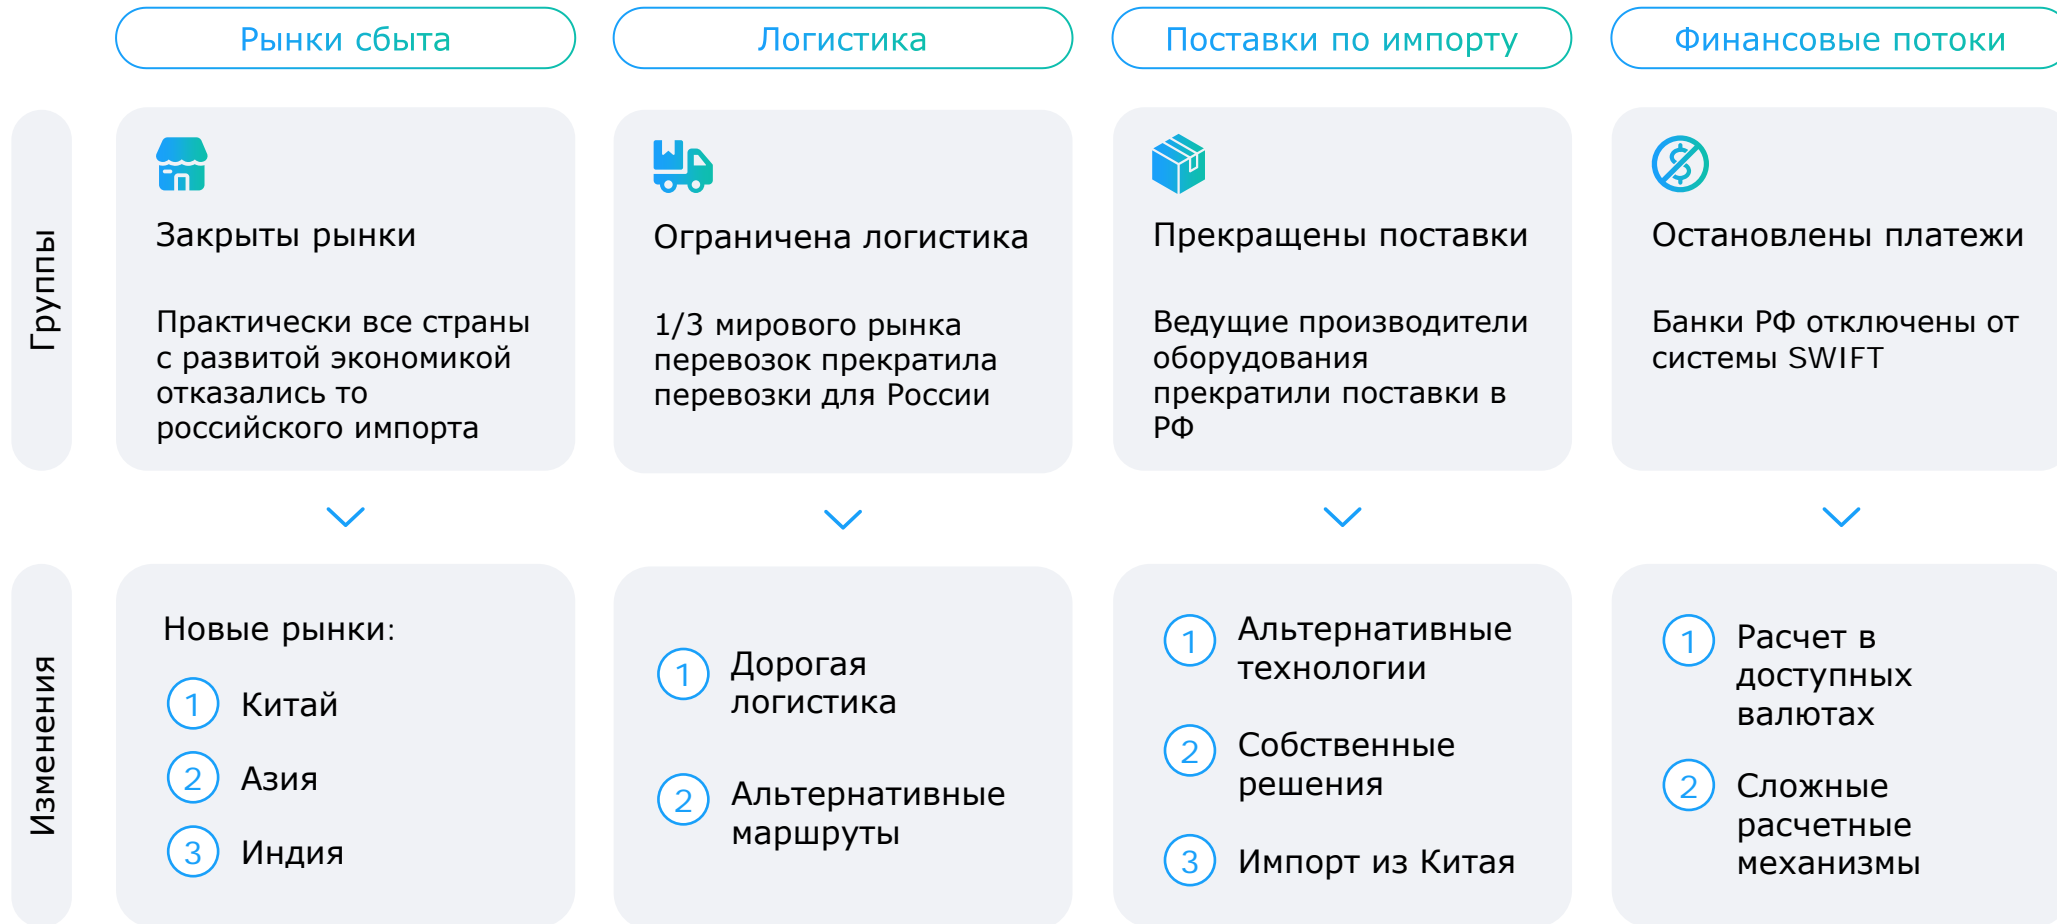 Рынки сбыта
Логистика
Поставки по импорту
Финансовые потоки
Группы
Закрыты рынки
Практически все страны
с развитой экономикой
отказались то
российского импорта
Ограничена логистика
1/3 мирового рынка
перевозок прекратила
перевозки для России
Прекращены поставки
Ведущие производители
оборудования
прекратили поставки в
РФ
Остановлены платежи
Банки РФ отключены от
системы SWIFT
Изменения
Новые рынки:
1 Китай
2 Азия
3 Индия
1 Дорогая
логистика
2 Альтернативные
маршруты
1 Альтернативные
технологии
2 Собственные
решения
3 Импорт из Китая
1 Расчет в
доступных
валютах
2 Сложные
расчетные
механизмы